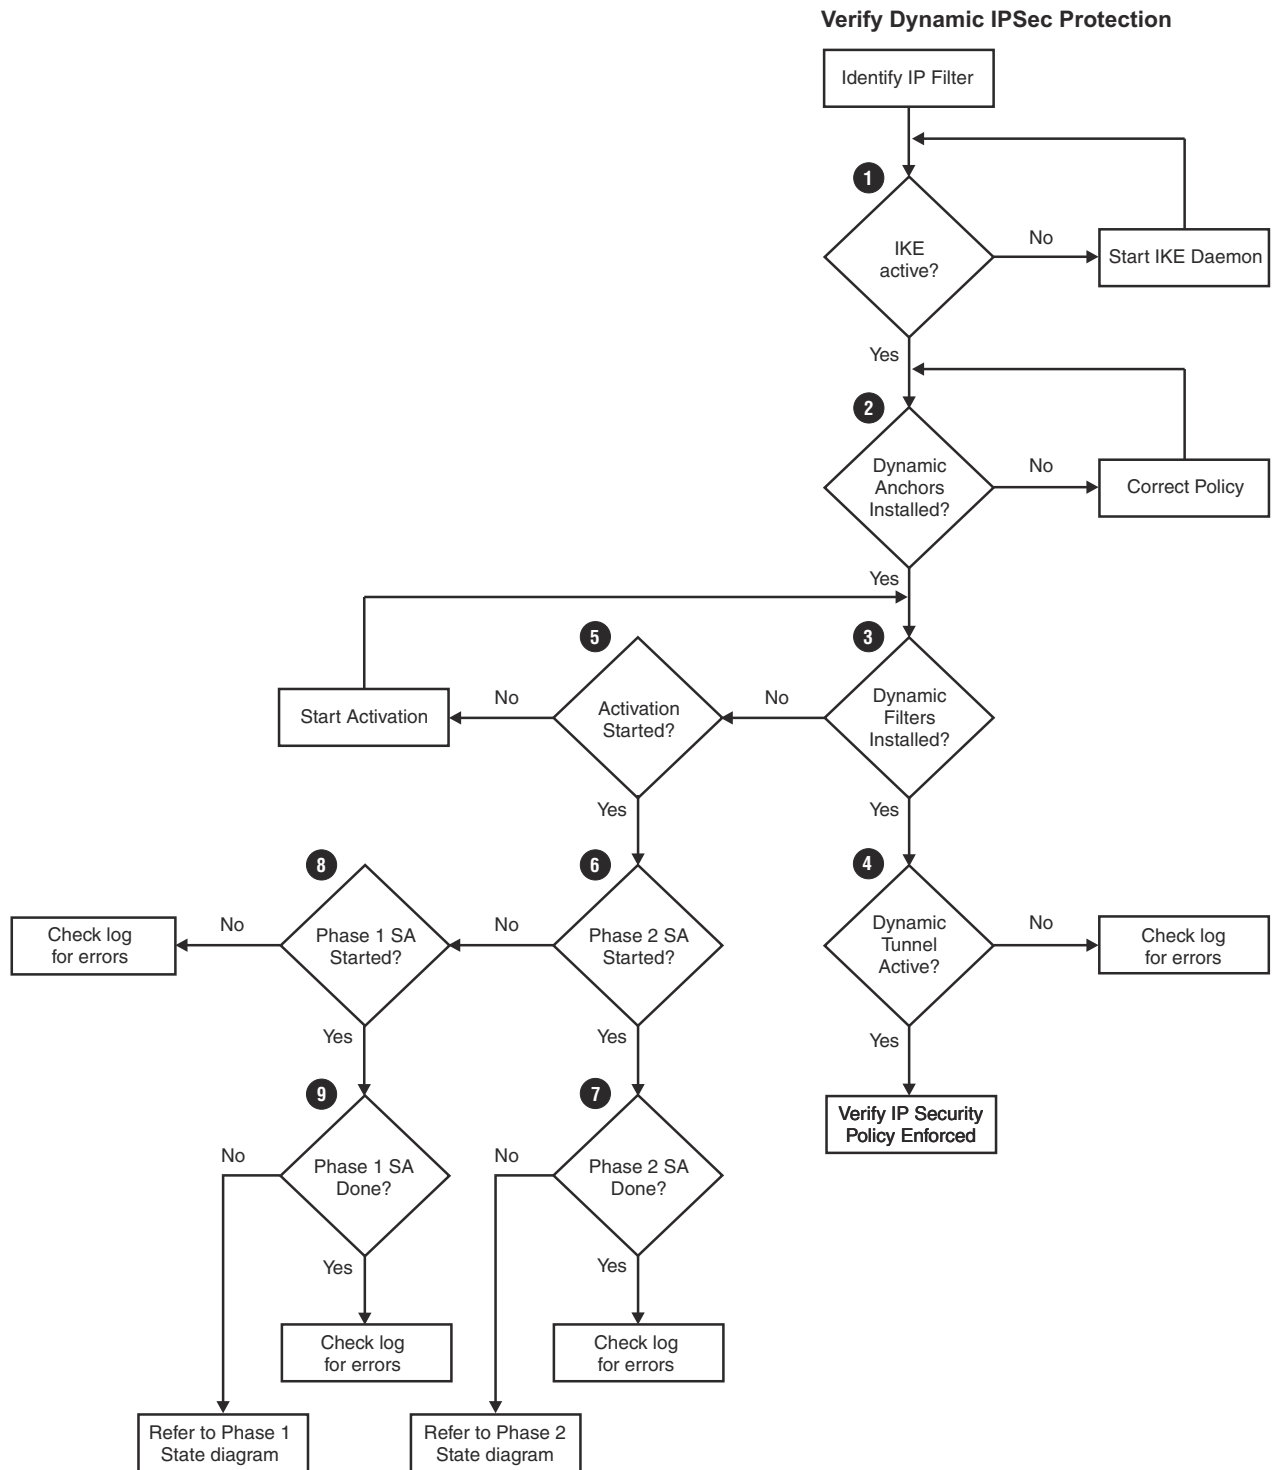 Verify Dynamic IPSec Protection
Identify IP Filter
1
IKE
active?
No
Start IKE Daemon
Yes
2
Dynamic
Anchors
Installed?
No
Correct Policy
Yes
3
Dynamic
Filters
Installed?
No
5
Activation
Started?
No
Start Activation
Yes
Yes
4
Dynamic
Tunnel
Active?
No
Check log
for errors
Yes
Verify IP Security
Policy Enforced
6
Phase 2 SA
Started?
No
8
Phase 1 SA
Started?
No
Check log
for errors
Yes
Yes
9
Phase 1 SA
Done?
No
Yes
Check log
for errors
Refer to Phase 1
State diagram
7
Phase 2 SA
Done?
No
Yes
Check log
for errors
Refer to Phase 2
State diagram